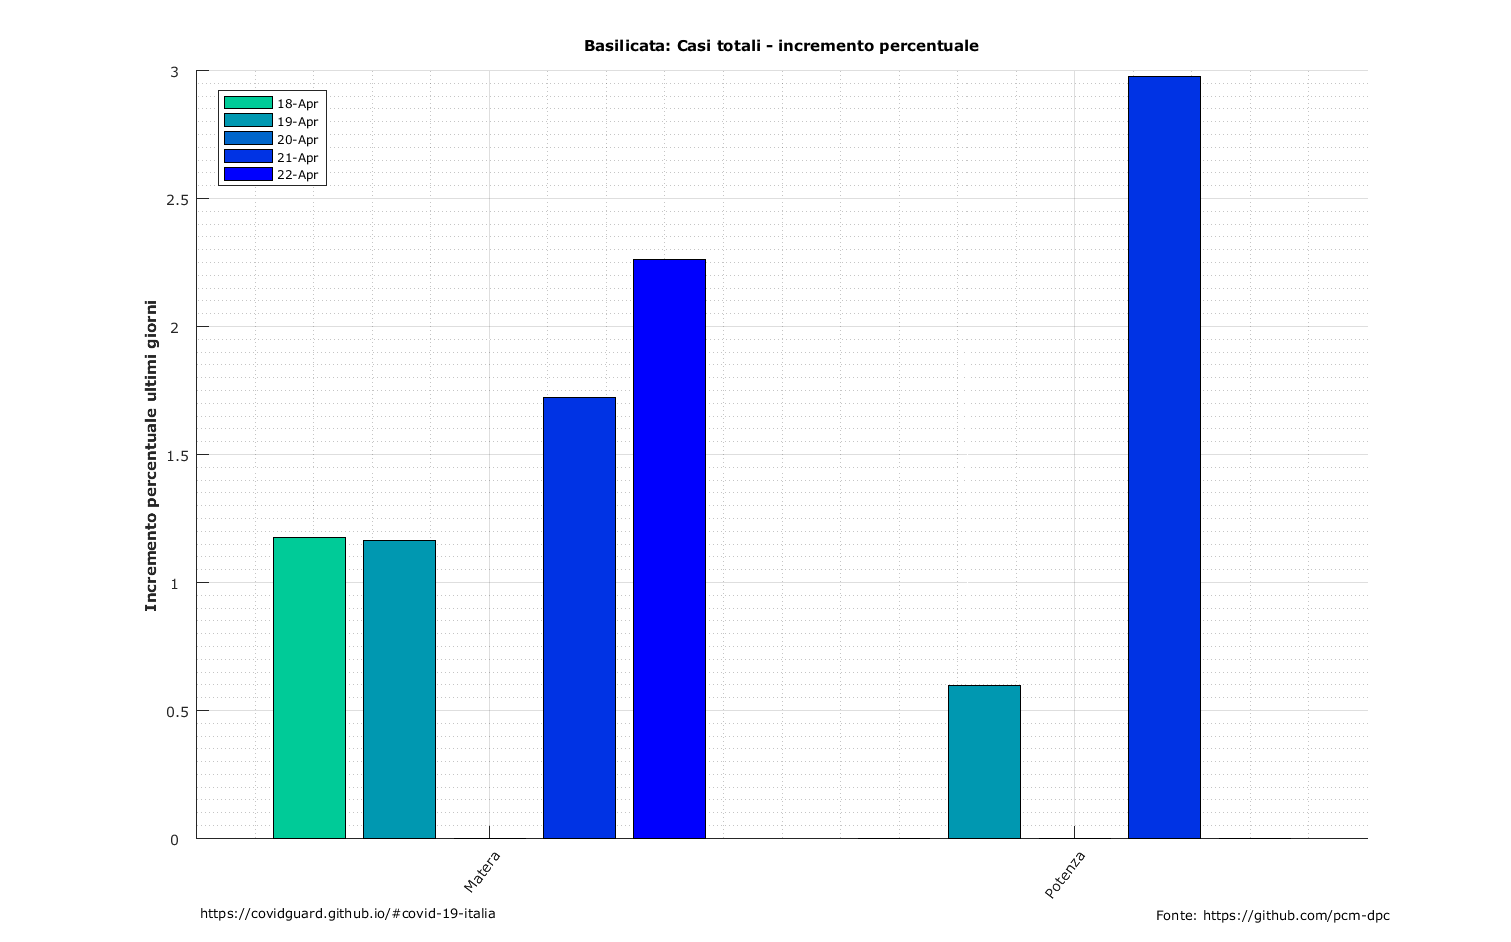 Basilicata: Casi totali - incremento percentuale
3
2.5
2
1.5
1
0.5
0
Incremento percentuale ultimi giorni
18-Apr
19-Apr
20-Apr
21-Apr
22-Apr
Matera
Potenza
https://covidguard.github.io/#covid-19-italia
Fonte: https://github.com/pcm-dpc